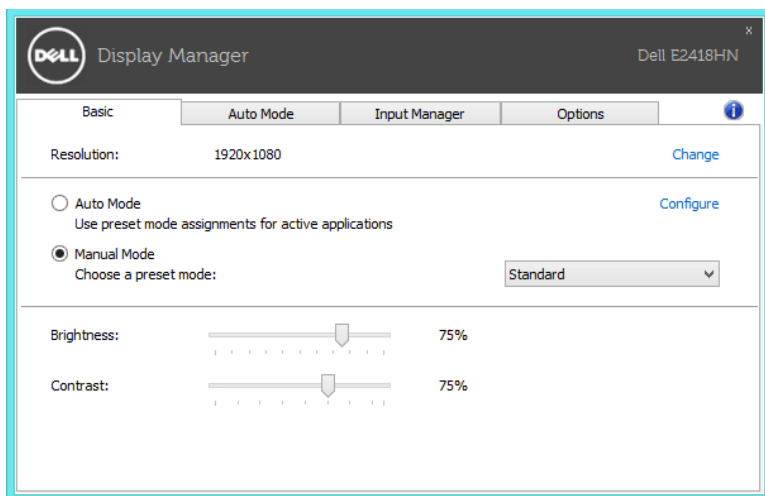 x
DELL Display Manager Dell E2418HN
Basic Auto Mode Input Manager Options i
Resolution: 1920x1080 Change
Auto Mode Configure
Use preset mode assignments for active applications
Manual Mode
Choose a preset mode: Standard
Brightness: 75%
Contrast: 75%